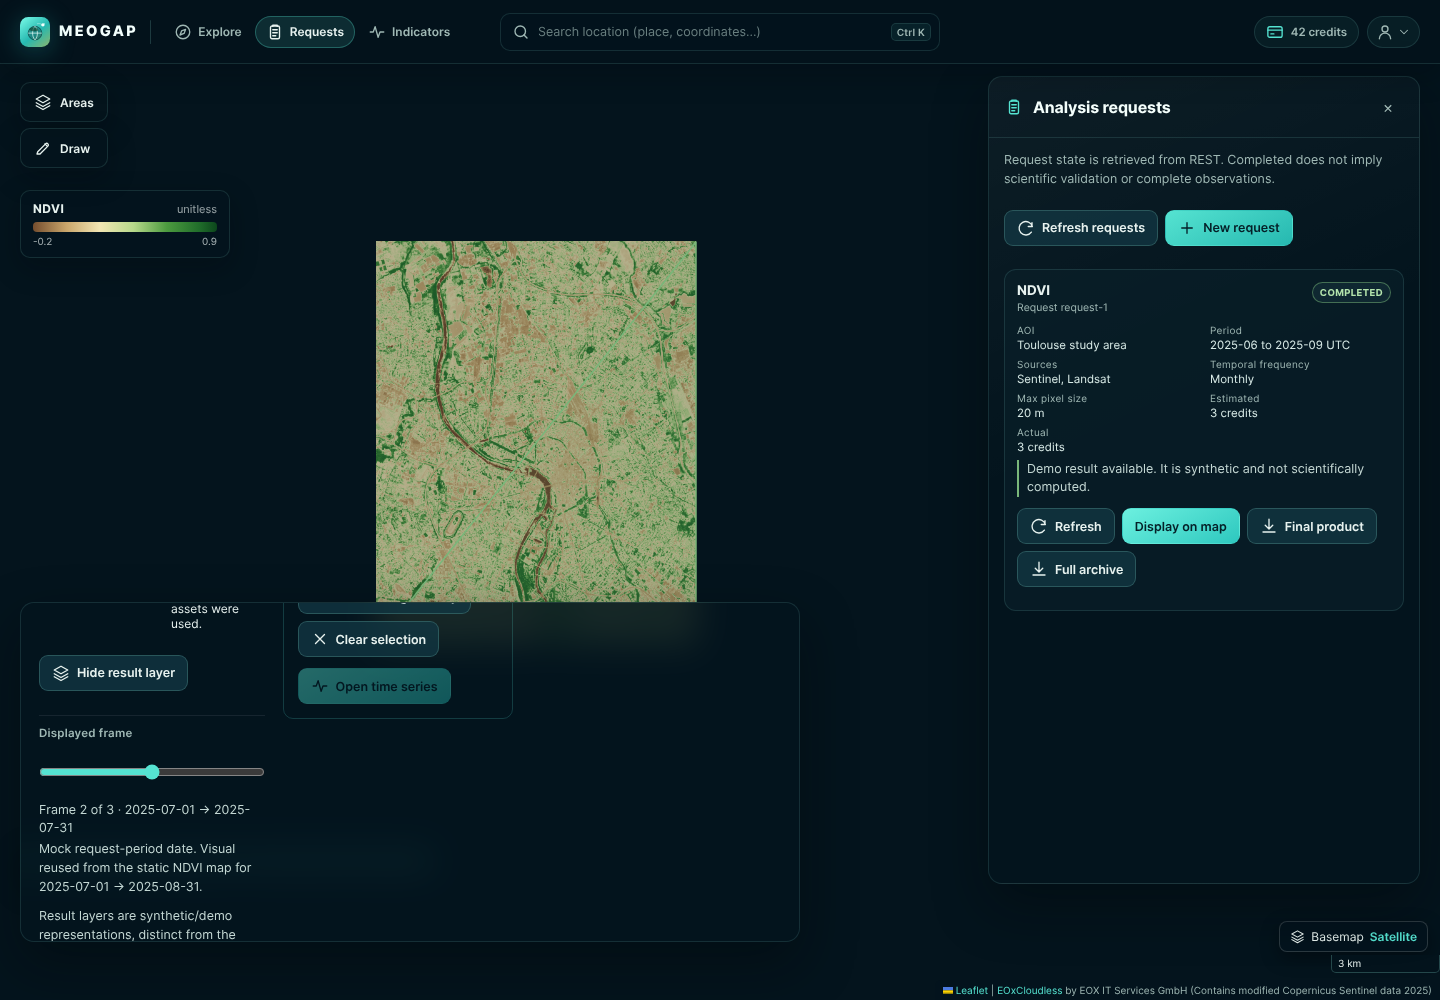 MEOGAP
Explore
Requests
Indicators
Search location (place, coordinates...)
Ctrl K
42 credits
Areas
Draw
NDVI
unitless
-0.2
0.9
Analysis requests
×
Request state is retrieved from REST. Completed does not imply
scientific validation or complete observations.
Refresh requests
New request
NDVI
COMPLETED
Request request-1
AOI
Toulouse study area
Period
2025-06 to 2025-09 UTC
Sources
Sentinel, Landsat
Temporal frequency
Monthly
Max pixel size
20 m
Estimated
3 credits
Actual
3 credits
Demo result available. It is synthetic and not scientifically
computed.
Refresh
Display on map
Final product
Full archive
assets were
used.
Hide result layer
Displayed frame
Frame 2 of 3 · 2025-07-01 → 2025-
07-31
Mock request-period date. Visual
reused from the static NDVI map for
2025-07-01 → 2025-08-31.
Result layers are synthetic/demo
representations, distinct from the
Clear selection
Open time series
Basemap Satellite
3 km
Leaflet | EOxCloudless by EOX IT Services GmbH (Contains modified Copernicus Sentinel data 2025)